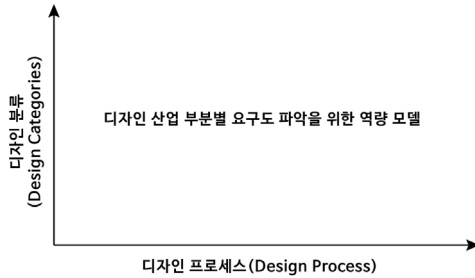 디자인 분류
(Design Categories)
디자인 산업 부분별 요구도 파악을 위한 역량 모델
디자인 프로세스(Design Process)